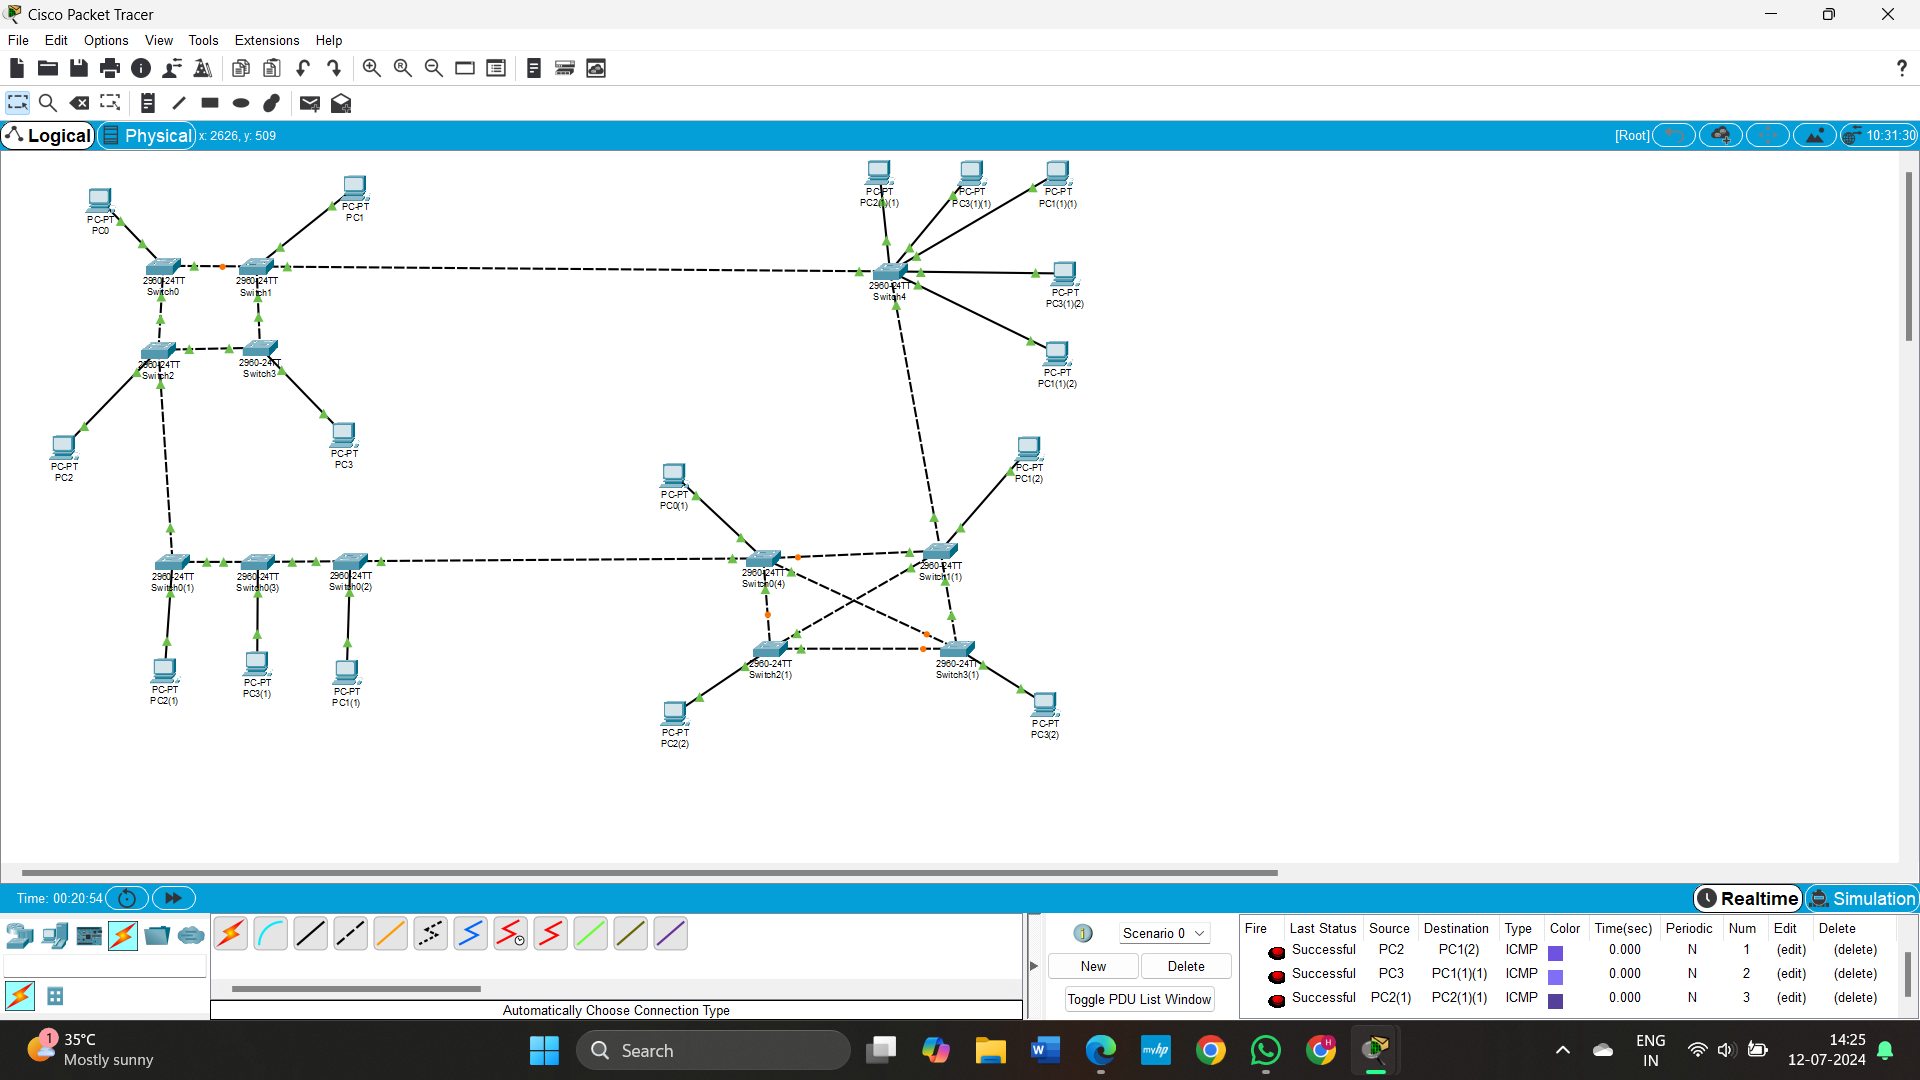 Cisco Packet Tracer
File Edit Options View Tools Extensions Help
Logical Physical x: 2626, y: 509 [Root] 10:31:30
PC-PT
PC0
PC-PT
PC1
PC-PT
PC2(1)(1)
PC-PT
PC3(1)(1)
PC-PT
PC1(1)(1)
2960-24TT
Switch0
2960-24TT
Switch1
2960-24TT
Switch4
PC-PT
PC3(1)(2)
2960-24TT
Switch2
2960-24TT
Switch3
PC-PT
PC1(1)(2)
PC-PT
PC2
PC-PT
PC3
PC-PT
PC0(1)
PC-PT
PC1(2)
2960-24TT
Switch0(1)
2960-24TT
Switch0(3)
2960-24TT
Switch0(2)
2960-24TT
Switch0(4)
2960-24TT
Switch1(1)
PC-PT
PC2(1)
PC-PT
PC3(1)
PC-PT
PC1(1)
2960-24TT
Switch2(1)
2960-24TT
Switch3(1)
PC-PT
PC2(2)
PC-PT
PC3(2)
Time: 00:20:54 Realtime Simulation
Scenario 0
New Delete
Toggle PDU List Window
Fire Last Status Source Destination Type Color Time(sec) Periodic Num Edit Delete
Successful PC2 PC1(2) ICMP 0.000 N 1 (edit) (delete)
Successful PC3 PC1(1)(1) ICMP 0.000 N 2 (edit) (delete)
Successful PC2(1) PC2(1)(1) ICMP 0.000 N 3 (edit) (delete)
Automatically Choose Connection Type
1
35°C
Mostly sunny
Search
myhp
H
ENG
IN
14:25
12-07-2024